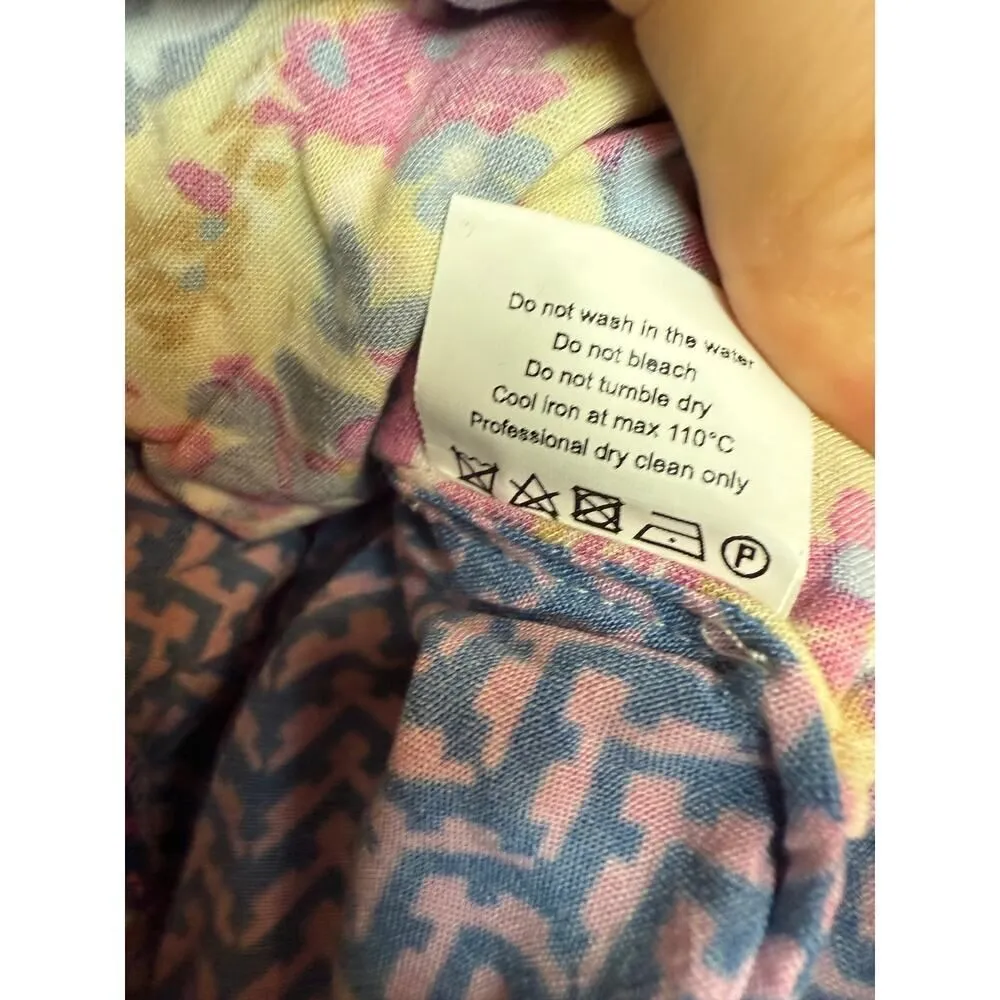 Do not wash in the water
Do not bleach
Do not tumble dry
Cool iron at max 110°C
Professional dry clean only
P